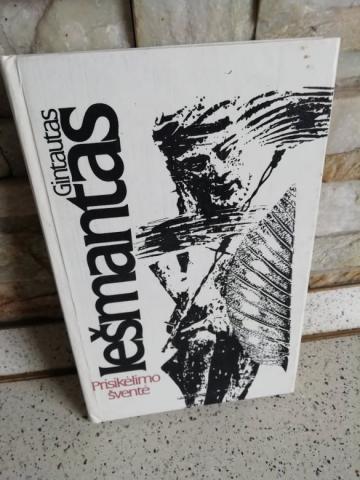 Gintautas
Iešmantas
Prisikėlimo
šventė